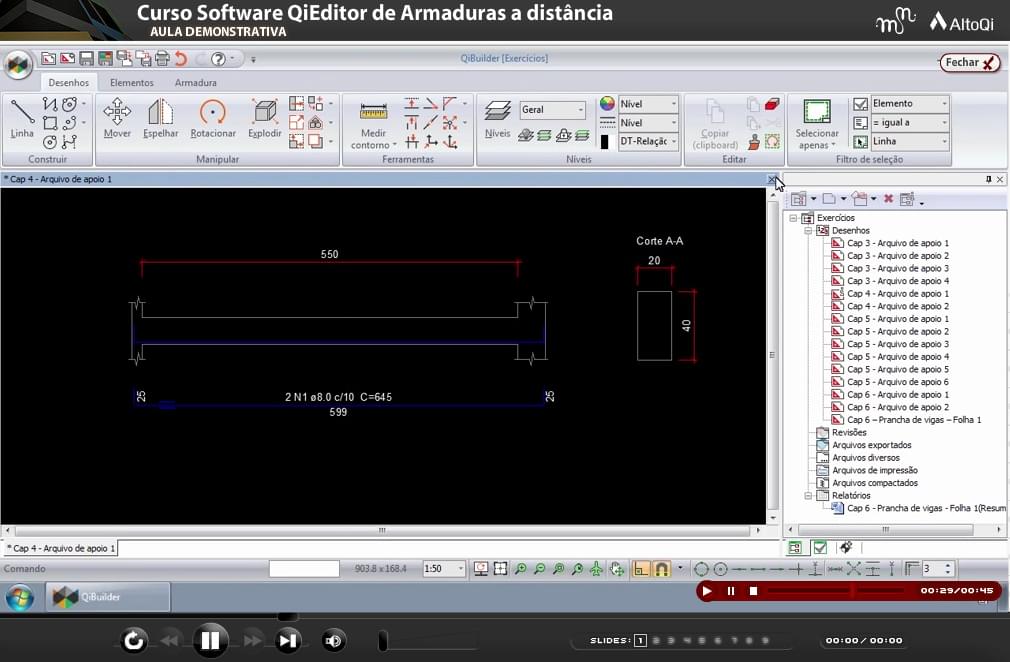 Curso Software QiEditor de Armaduras a distância
AULA DEMONSTRATIVA
AltoQi
QiBuilder [Exercícios]
Fechar
Desenhos Elementos Armadura
Linha Mover Espelhar Rotacionar Explodir Medir contorno Níveis Geral Nível Nível DT-Relaçã Copiar (clipboard) Selecionar apenas Elemento = igual a Linha
Construir Manipular Ferramentas Níveis Editar Filtro de seleção
* Cap 4 - Arquivo de apoio 1
550
Corte A-A
20
40
25
2 N1 ø8.0 c/10 C=645
25
599
Exercícios
Desenhos
Cap 3 - Arquivo de apoio 1
Cap 3 - Arquivo de apoio 2
Cap 3 - Arquivo de apoio 3
Cap 3 - Arquivo de apoio 4
Cap 4 - Arquivo de apoio 1
Cap 4 - Arquivo de apoio 2
Cap 5 - Arquivo de apoio 1
Cap 5 - Arquivo de apoio 2
Cap 5 - Arquivo de apoio 3
Cap 5 - Arquivo de apoio 4
Cap 5 - Arquivo de apoio 5
Cap 5 - Arquivo de apoio 6
Cap 6 - Arquivo de apoio 1
Cap 6 - Arquivo de apoio 2
Cap 6 – Prancha de vigas – Folha 1
Revisões
Arquivos exportados
Arquivos diversos
Arquivos de impressão
Arquivos compactados
Relatórios
Cap 6 - Prancha de vigas - Folha 1(Resum
* Cap 4 - Arquivo de apoio 1
Comando 903.8 x 168.4 1:50 3
QiBuilder
00:29/00:45
SLIDES: 1 2 3 4 5 6 7 8 9
00:00 / 00:00